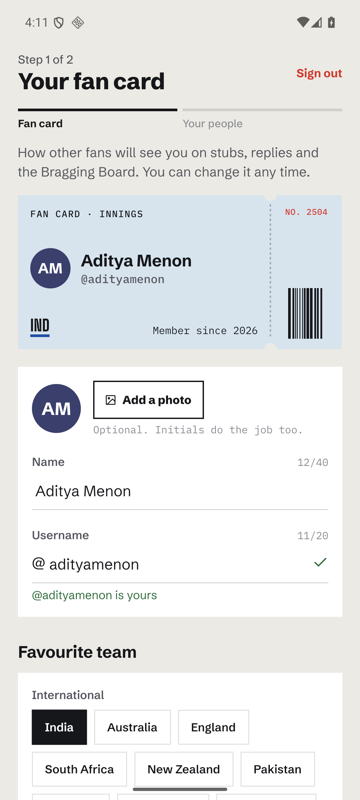 4:11
Step 1 of 2
Your fan card
Sign out
Fan card
Your people
How other fans will see you on stubs, replies and
the Bragging Board. You can change it any time.
FAN CARD · INNINGS
NO. 2504
AM
Aditya Menon
@adityamenon
IND
Member since 2026
AM
Add a photo
Optional. Initials do the job too.
Name
12/40
Aditya Menon
Username
11/20
@ adityamenon
@adityamenon is yours
Favourite team
International
India
Australia
England
South Africa
New Zealand
Pakistan